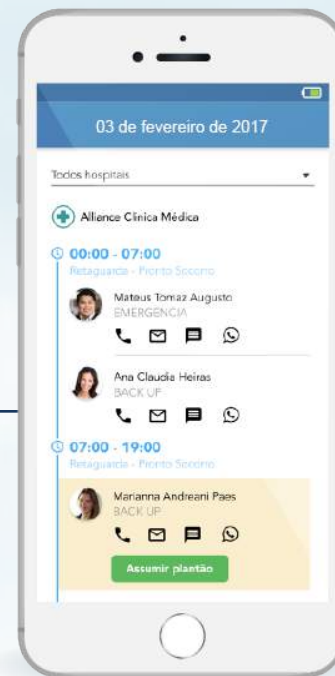 03 de fevereiro de 2017
Todos hospitais
Alliance Clinica Médica
00:00 - 07:00
Retaguarda - Pronto Socorro
Mateus Tomaz Augusto
EMERGENCIA
Ana Claudia Heiras
BACK UP
07:00 - 19:00
Retaguarda - Pronto Socorro
Marianna Andreani Paes
BACK UP
Assumir plantão